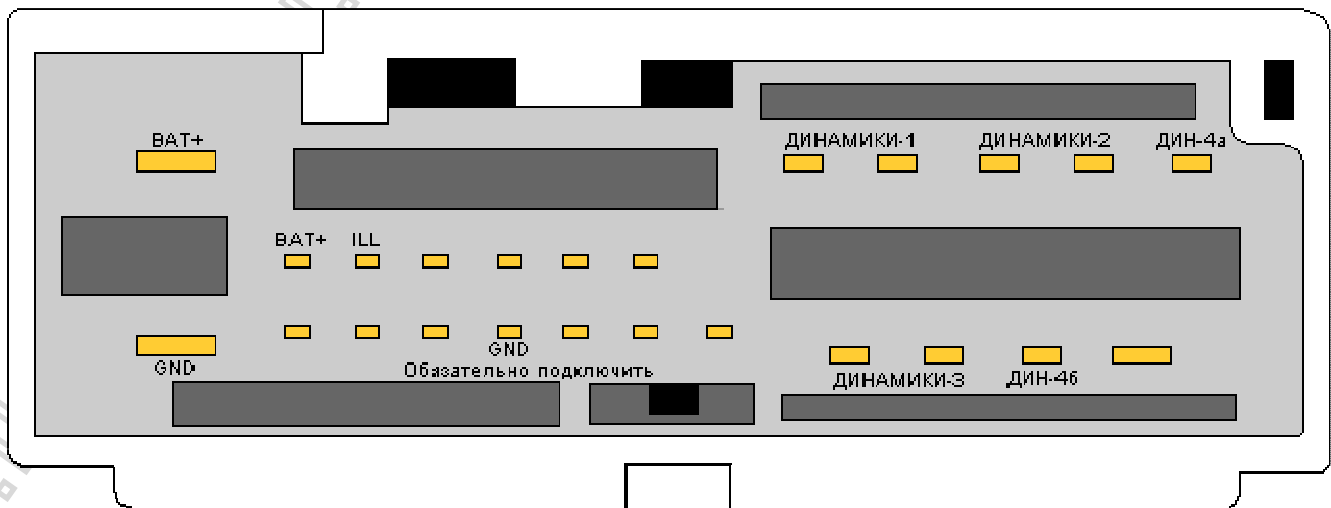 BAT+
ДИНАМИКИ-1
ДИНАМИКИ-2
ДИН-4а
BAT+
ILL
GND
GND
Обазательно подключить
ДИНАМИКИ-3
ДИН-4б